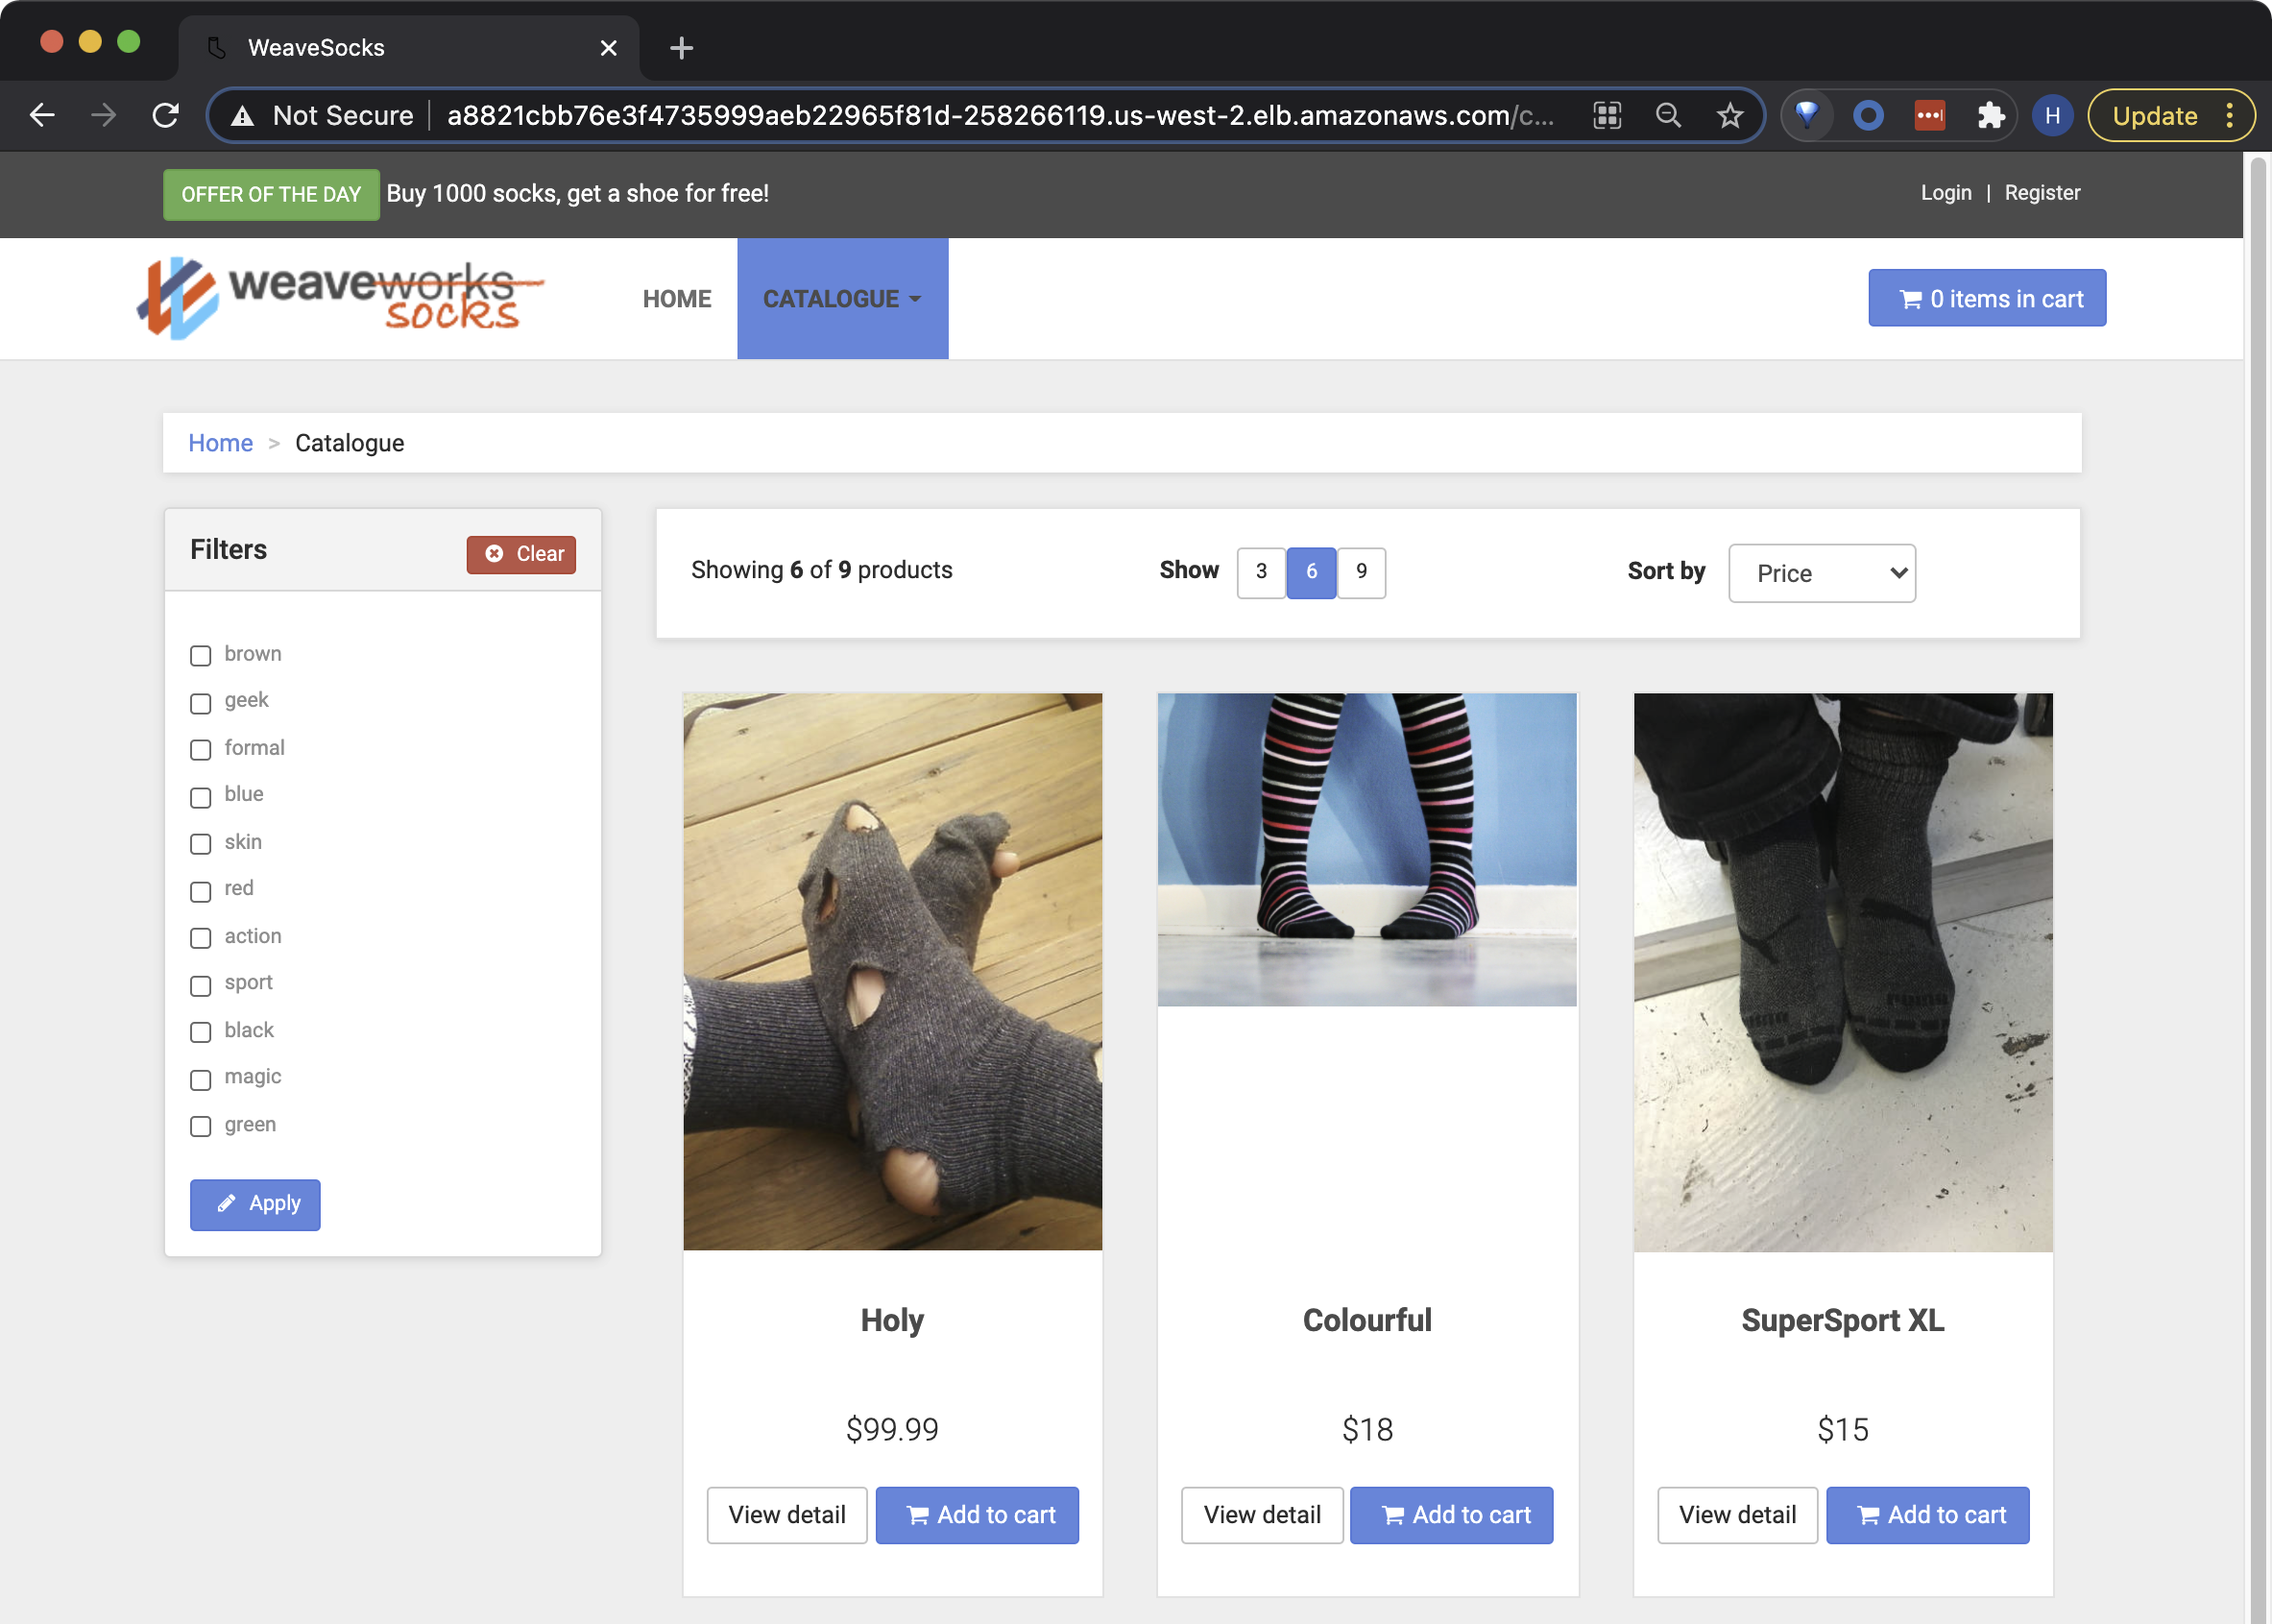 WeaveSocks
Not Secure
a8821cbb76e3f4735999aeb22965f81d-258266119.us-west-2.elb.amazonaws.com/c...
H
Update
OFFER OF THE DAY Buy 1000 socks, get a shoe for free!
Login | Register
weaveworks
socks
HOME
CATALOGUE
0 items in cart
Home > Catalogue
Filters
Clear
brown
geek
formal
blue
skin
red
action
sport
black
magic
green
Apply
Showing 6 of 9 products
Show 3 6 9
Sort by Price
Holy
$99.99
View detail
Add to cart
Colourful
$18
View detail
Add to cart
SuperSport XL
$15
View detail
Add to cart